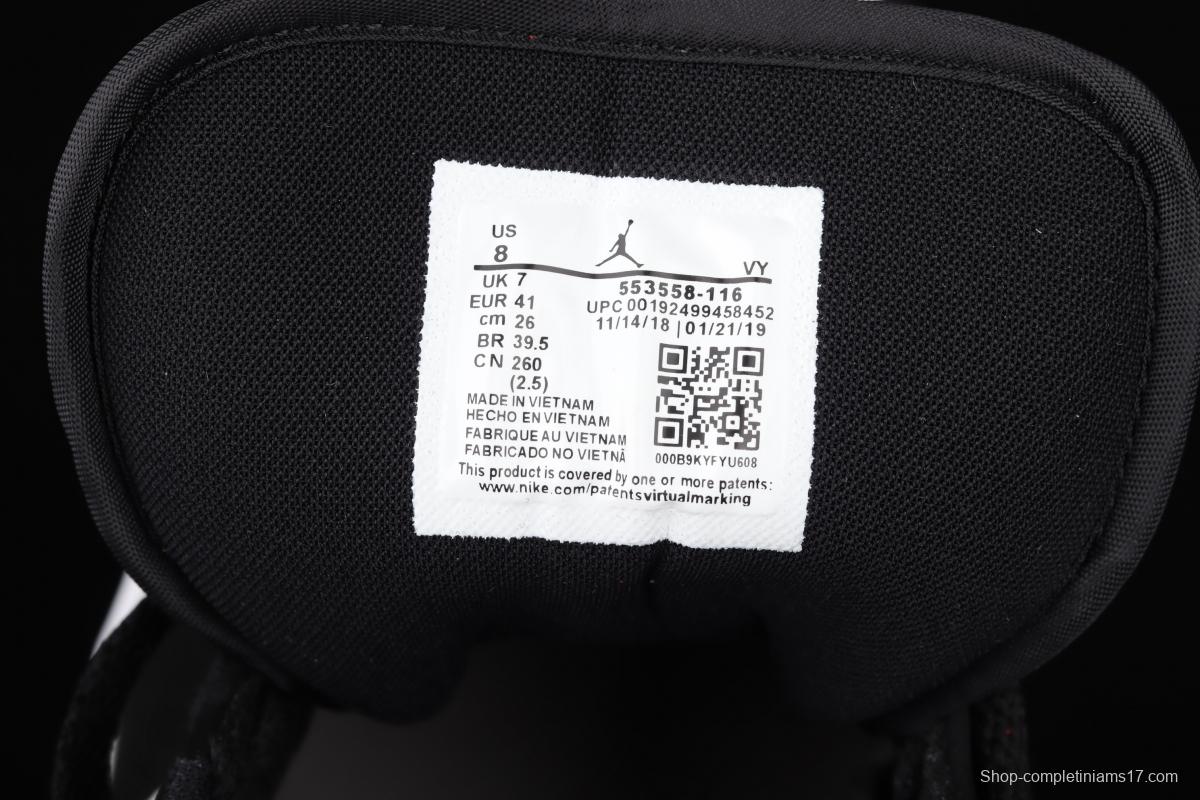 US
8
VY
UK 7
EUR 41
cm 26
BR 39.5
CN 260
(2.5)
553558-116
UPC 00192499458452
11/14/18 | 01/21/19
MADE IN VIETNAM
HECHO EN VIETNAM
FABRIQUE AU VIETNAM
FABRICADO NO VIETNÃ
000B9KYFYU608
This product is covered by one or more patents:
www.nike.com/patentsvirtualmarking
Shop-completiniams17.com